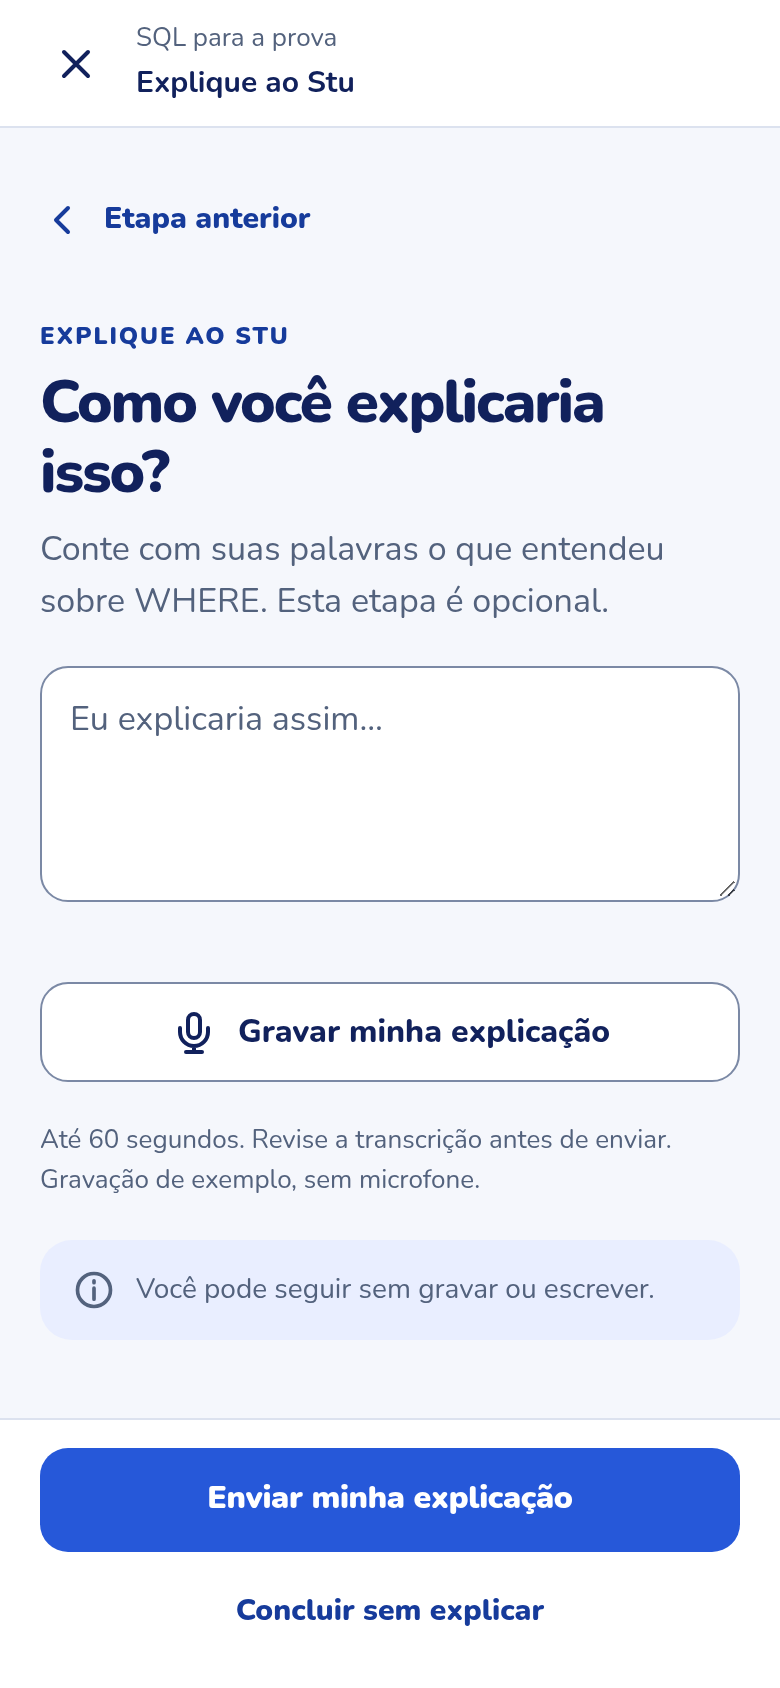 SQL para a prova
Explique ao Stu
Etapa anterior
EXPLIQUE AO STU
Como você explicaria
isso?
Conte com suas palavras o que entendeu
sobre WHERE. Esta etapa é opcional.
Eu explicaria assim...
Gravar minha explicação
Até 60 segundos. Revise a transcrição antes de enviar.
Gravação de exemplo, sem microfone.
Você pode seguir sem gravar ou escrever.
Enviar minha explicação
Concluir sem explicar